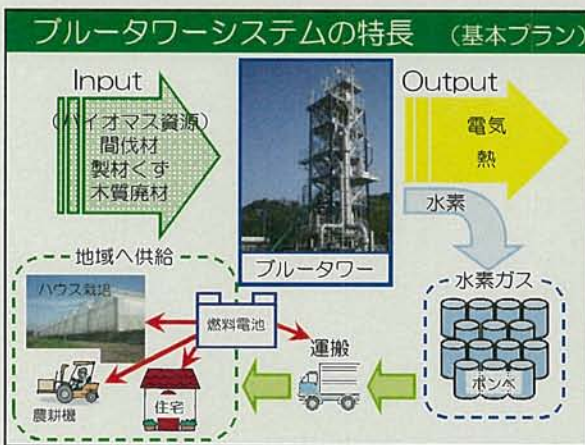 ブルータワーシステムの特長 （基本プラン）
Input
（バイオマス資源）
間伐材
製材くず
木質廃材
ブルータワー
Output
電気
熱
水素
水素ガス
ボンベ
運搬
燃料電池
地域へ供給
ハウス栽培
農耕機
住宅